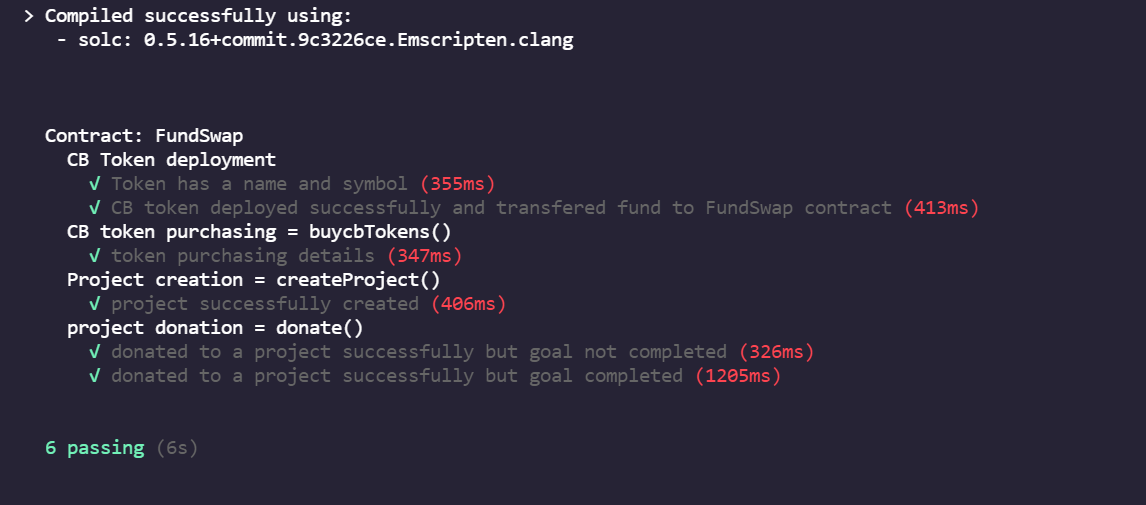 > Compiled successfully using:
- solc: 0.5.16+commit.9c3226ce.Emscripten.clang
Contract: FundSwap
CB Token deployment
√ Token has a name and symbol (355ms)
√ CB token deployed successfully and transfered fund to FundSwap contract (413ms)
CB token purchasing = buycbTokens()
√ token purchasing details (347ms)
Project creation = createProject()
√ project successfully created (406ms)
project donation = donate()
√ donated to a project successfully but goal not completed (326ms)
√ donated to a project successfully but goal completed (1205ms)
6 passing (6s)